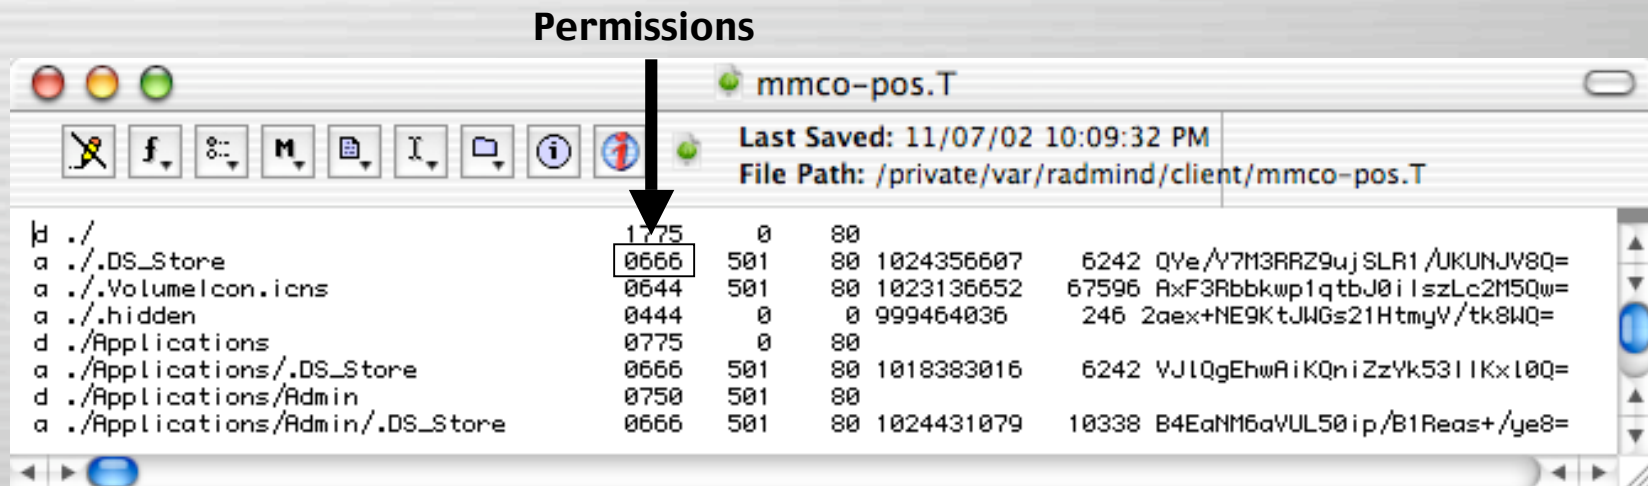 Permissions
mmco-pos.T
Last Saved: 11/07/02 10:09:32 PM
File Path: /private/var/radmind/client/mmco-pos.T
d ./ 1775 0 80
a ./.DS_Store 0666 501 80 1024356607 6242 QYe/Y7M3RRZ9ujSLR1/UKUNJV8Q=
a ./.VolumeIcon.icns 0644 501 80 1023136652 67596 AxF3Rbbkwp1qtbJ0ilszLc2M5Qw=
a ./.hidden 0444 0 0 999464036 246 2aex+NE9KtJWGs21HtmyV/tk8WQ=
d ./Applications 0775 0 80
a ./Applications/.DS_Store 0666 501 80 1018383016 6242 VJlQgEhwAiKQniZzYk53IIKxl0Q=
d ./Applications/Admin 0750 501 80
a ./Applications/Admin/.DS_Store 0666 501 80 1024431079 10338 B4EaNM6aVUL50ip/B1Reas+/ye8=